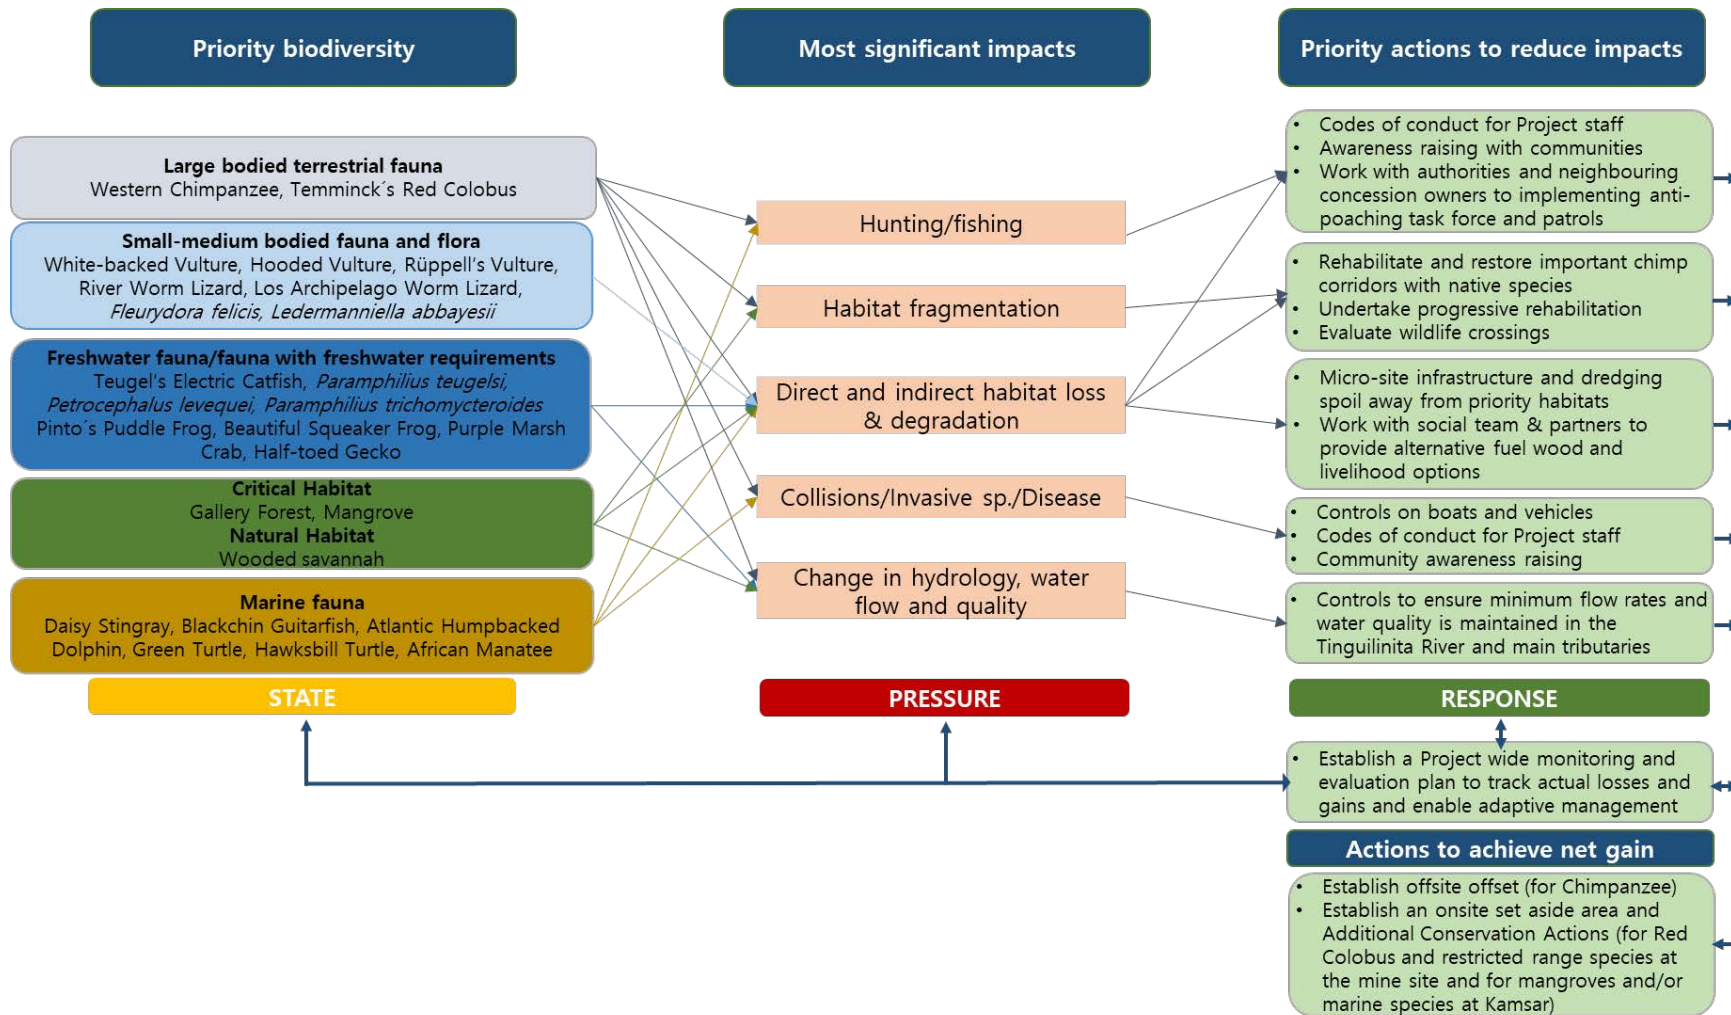 Priority biodiversity
Most significant impacts
Priority actions to reduce impacts
Large bodied terrestrial fauna
Western Chimpanzee, Temminck´s Red Colobus
Small-medium bodied fauna and flora
White-backed Vulture, Hooded Vulture, Rüppell’s Vulture,
River Worm Lizard, Los Archipelago Worm Lizard,
Fleurydora felicis, Ledermanniella abbayesii
Freshwater fauna/fauna with freshwater requirements
Teugel’s Electric Catfish, Paramphilius teugelsi,
Petrocephalus levequei, Paramphilius trichomycteroides
Pinto´s Puddle Frog, Beautiful Squeaker Frog, Purple Marsh
Crab, Half-toed Gecko
Critical Habitat
Gallery Forest, Mangrove
Natural Habitat
Wooded savannah
Marine fauna
Daisy Stingray, Blackchin Guitarfish, Atlantic Humpbacked
Dolphin, Green Turtle, Hawksbill Turtle, African Manatee
STATE
Hunting/fishing
Habitat fragmentation
Direct and indirect habitat loss
& degradation
Collisions/Invasive sp./Disease
Change in hydrology, water
flow and quality
PRESSURE
• Codes of conduct for Project staff
• Awareness raising with communities
• Work with authorities and neighbouring
concession owners to implementing anti-
poaching task force and patrols
• Rehabilitate and restore important chimp
corridors with native species
• Undertake progressive rehabilitation
• Evaluate wildlife crossings
• Micro-site infrastructure and dredging
spoil away from priority habitats
• Work with social team & partners to
provide alternative fuel wood and
livelihood options
• Controls on boats and vehicles
• Codes of conduct for Project staff
• Community awareness raising
• Controls to ensure minimum flow rates and
water quality is maintained in the
Tinguilinita River and main tributaries
RESPONSE
• Establish a Project wide monitoring and
evaluation plan to track actual losses and
gains and enable adaptive management
Actions to achieve net gain
• Establish offsite offset (for Chimpanzee)
• Establish an onsite set aside area and
Additional Conservation Actions (for Red
Colobus and restricted range species at
the mine site and for mangroves and/or
marine species at Kamsar)